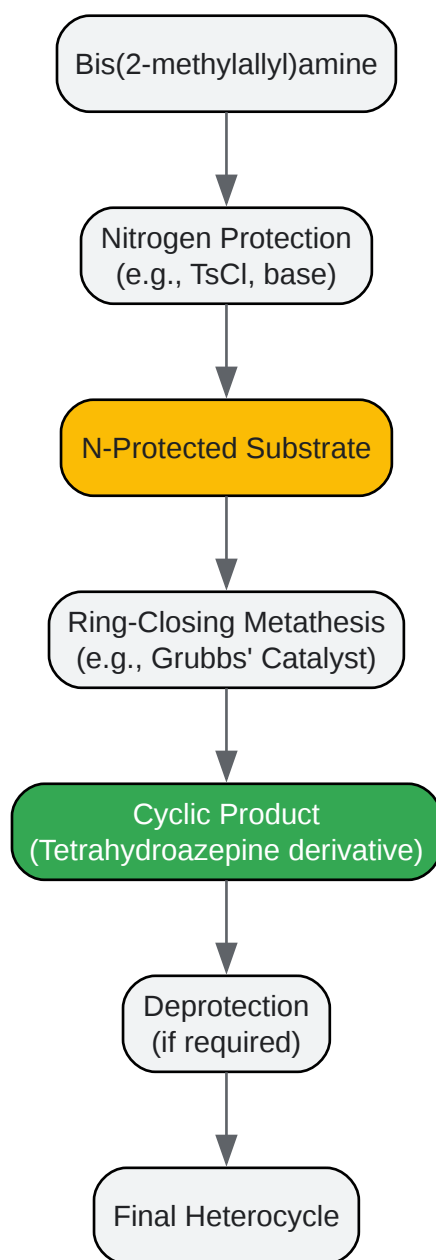 Bis(2-methylallyl)amine
Nitrogen Protection
(e.g., TsCl, base)
N-Protected Substrate
Ring-Closing Metathesis
(e.g., Grubbs' Catalyst)
Cyclic Product
(Tetrahydroazepine derivative)
Deprotection
(if required)
Final Heterocycle